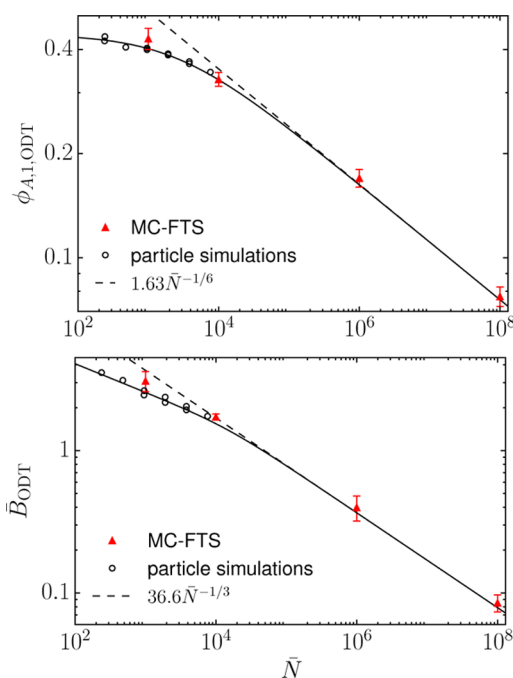 0.4
0.2
0.1
ϕ_{A,1,ODT}
MC-FTS
particle simulations
1.63N̄^{-1/6}
10^2
10^4
10^6
10^8
1
0.1
B̄_{ODT}
MC-FTS
particle simulations
36.6N̄^{-1/3}
10^2
10^4
10^6
10^8
N̄